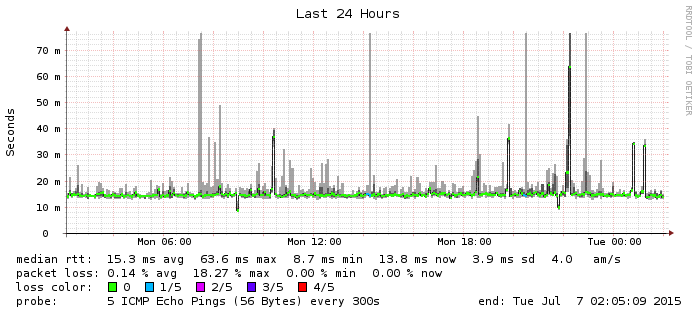 Last 24 Hours
RRDTOOL / TOBI OETIKER
Seconds
70 m
60 m
50 m
40 m
30 m
20 m
10 m
0
Mon 06:00 Mon 12:00 Mon 18:00 Tue 00:00
median rtt: 15.3 ms avg 63.6 ms max 8.7 ms min 13.8 ms now 3.9 ms sd 4.0 am/s
packet loss: 0.14 % avg 18.27 % max 0.00 % min 0.00 % now
loss color: 0 1/5 2/5 3/5 4/5
probe: 5 ICMP Echo Pings (56 Bytes) every 300s end: Tue Jul 7 02:05:09 2015